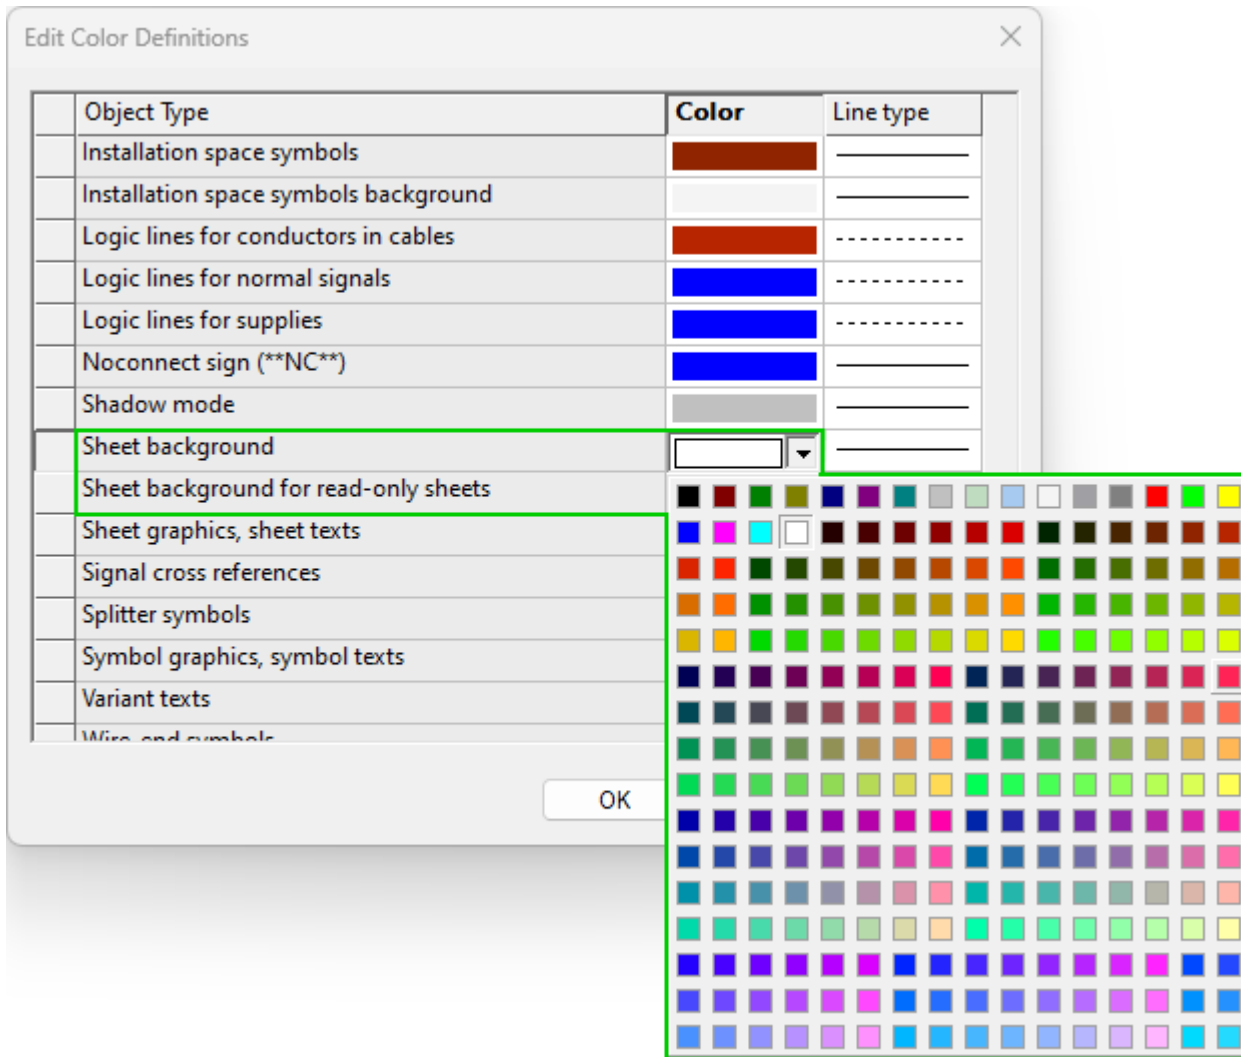 Edit Color Definitions
Object Type Color Line type
Installation space symbols
Installation space symbols background
Logic lines for conductors in cables
Logic lines for normal signals
Logic lines for supplies
Noconnect sign (**NC**)
Shadow mode
Sheet background
Sheet background for read-only sheets
Sheet graphics, sheet texts
Signal cross references
Splitter symbols
Symbol graphics, symbol texts
Variant texts
Wire-end symbols
OK